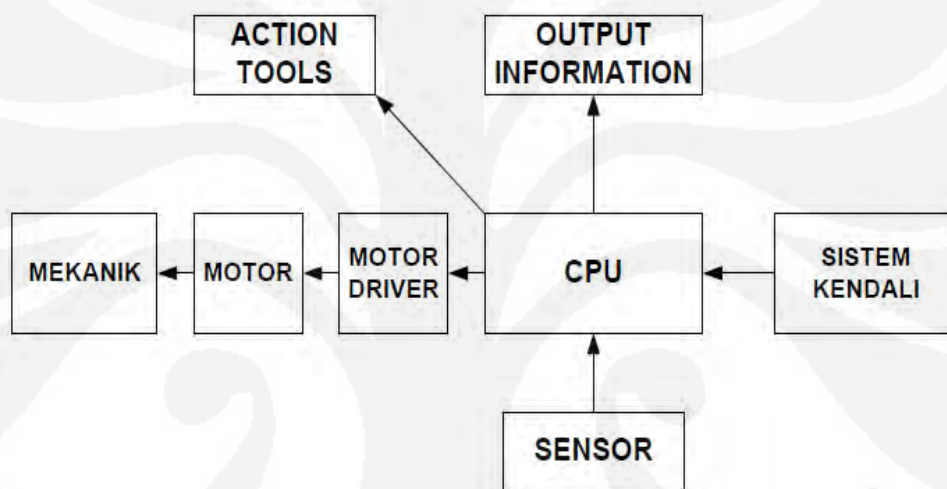 ACTION
TOOLS
OUTPUT
INFORMATION
MEKANIK
MOTOR
MOTOR
DRIVER
CPU
SISTEM
KENDALI
SENSOR